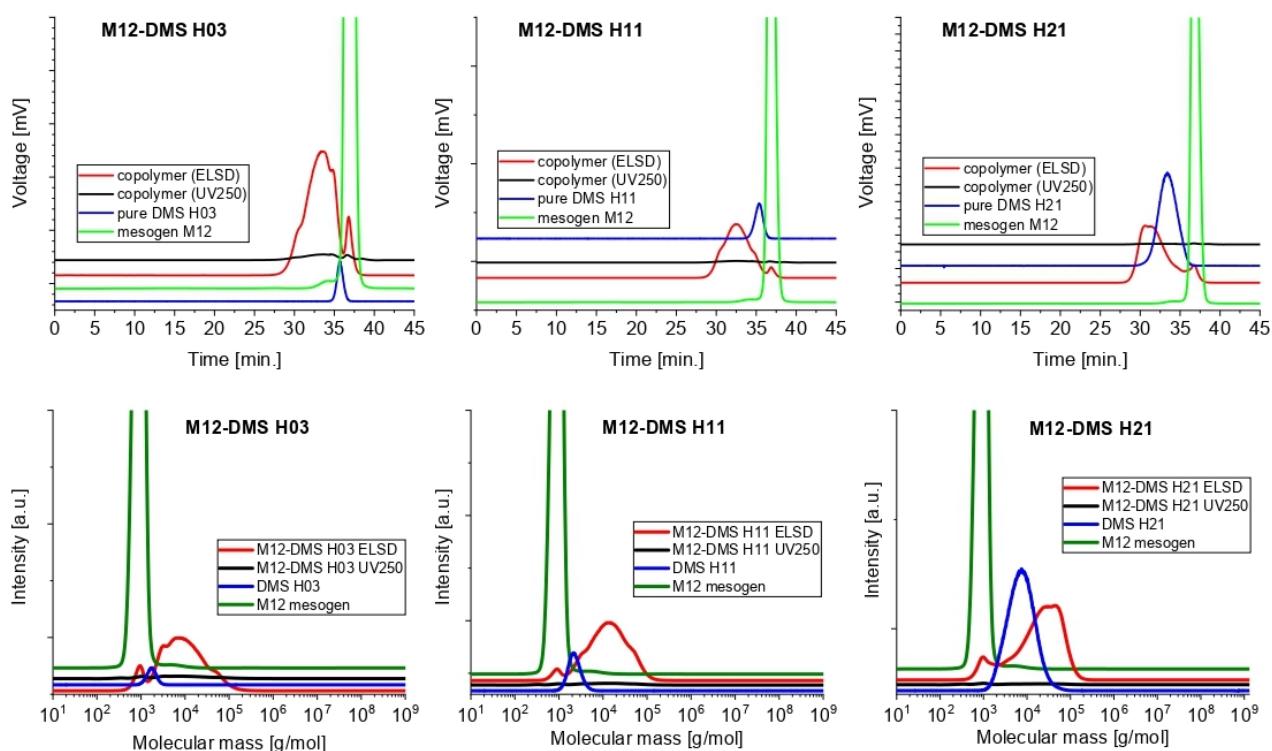 M12-DMS H03
Voltage [mV]
copolymer (ELSD)
copolymer (UV250)
pure DMS H03
mesogen M12
0 5 10 15 20 25 30 35 40 45
Time [min.]
M12-DMS H11
Voltage [mV]
copolymer (ELSD)
copolymer (UV250)
pure DMS H11
mesogen M12
0 5 10 15 20 25 30 35 40 45
Time [min.]
M12-DMS H21
Voltage [mV]
copolymer (ELSD)
copolymer (UV250)
pure DMS H21
mesogen M12
0 5 10 15 20 25 30 35 40 45
Time [min.]
M12-DMS H03
Intensity [a.u.]
M12-DMS H03 ELSD
M12-DMS H03 UV250
DMS H03
M12 mesogen
10¹ 10² 10³ 10⁴ 10⁵ 10⁶ 10⁷ 10⁸ 10⁹
Molecular mass [g/mol]
M12-DMS H11
Intensity [a.u.]
M12-DMS H11 ELSD
M12-DMS H11 UV250
DMS H11
M12 mesogen
10¹ 10² 10³ 10⁴ 10⁵ 10⁶ 10⁷ 10⁸ 10⁹
Molecular mass [g/mol]
M12-DMS H21
Intensity [a.u.]
M12-DMS H21 ELSD
M12-DMS H21 UV250
DMS H21
M12 mesogen
10¹ 10² 10³ 10⁴ 10⁵ 10⁶ 10⁷ 10⁸ 10⁹
Molecular mass [g/mol]